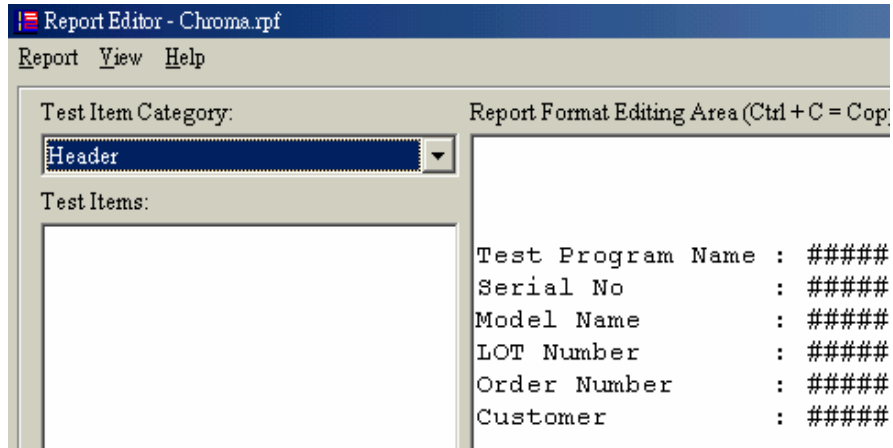 Report Editor - Chroma.rpf
Report View Help
Test Item Category:
Header
Test Items:
Report Format Editing Area (Ctrl + C = Cop
Test Program Name : #####
Serial No : #####
Model Name : #####
LOT Number : #####
Order Number : #####
Customer : #####